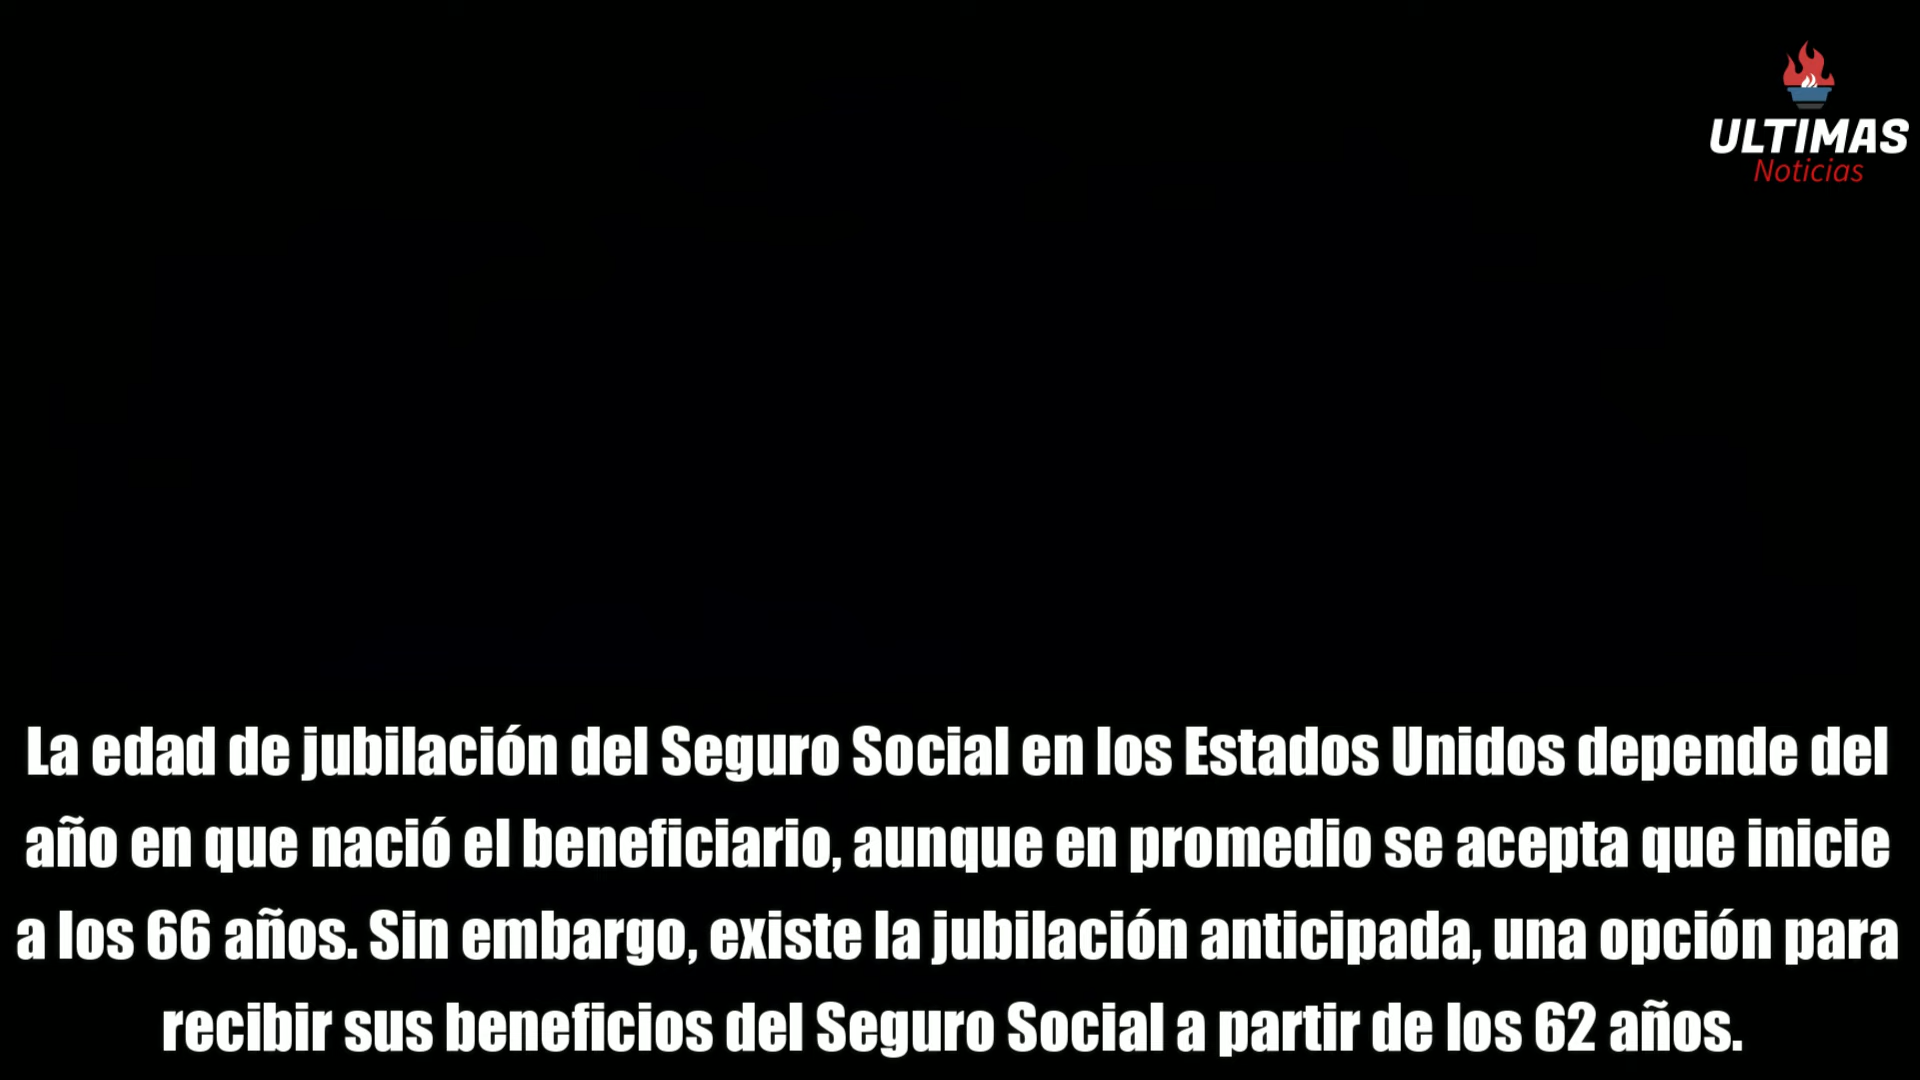 ULTIMAS
Noticias
La edad de jubilación del Seguro Social en los Estados Unidos depende del
año en que nació el beneficiario, aunque en promedio se acepta que inicie
a los 66 años. Sin embargo, existe la jubilación anticipada, una opción para
recibir sus beneficios del Seguro Social a partir de los 62 años.